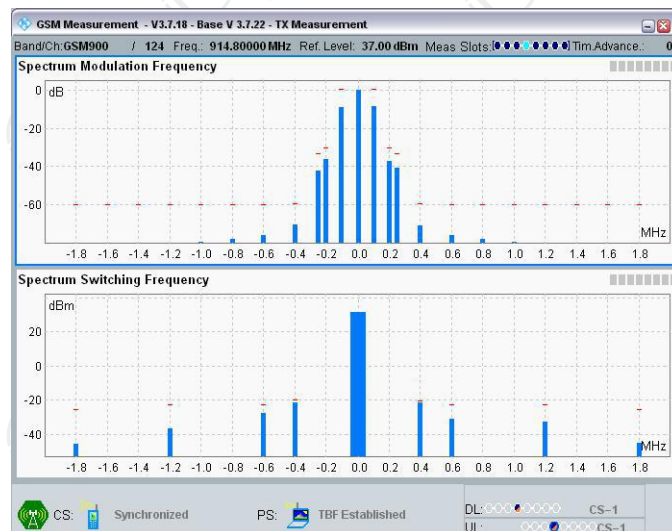 GSM Measurement - V3.7.18 - Base V 3.7.22 - TX Measurement
Band/Ch:GSM900 / 124 Freq.: 914.80000 MHz Ref. Level: 37.00 dBm Meas Slots: Tim.Advance.: 0
Spectrum Modulation Frequency
0 dB
-20
-40
-60
MHz
-1.8 -1.6 -1.4 -1.2 -1.0 -0.8 -0.6 -0.4 -0.2 0.0 0.2 0.4 0.6 0.8 1.0 1.2 1.4 1.6 1.8
Spectrum Switching Frequency
dBm
20
0
-20
-40
MHz
-1.8 -1.6 -1.4 -1.2 -1.0 -0.8 -0.6 -0.4 -0.2 0.0 0.2 0.4 0.6 0.8 1.0 1.2 1.4 1.6 1.8
CS: Synchronized PS: TBF Established DL: CS-1
UL: CS-1